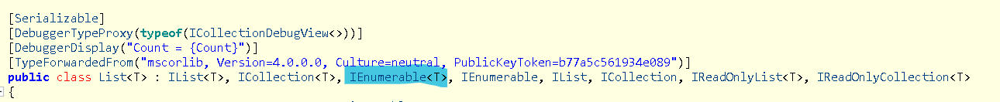 [Serializable]
[DebuggerTypeProxy(typeof(ICollectionDebugView<>))]
[DebuggerDisplay("Count = {Count}")]
[TypeForwardedFrom("mscorlib, Version=4.0.0.0, Culture=neutral, PublicKeyToken=b77a5c561934e089")]
public class List<T> : IList<T>, ICollection<T>, IEnumerable<T>, IEnumerable, IList, ICollection, IReadOnlyList<T>, IReadOnlyCollection<T>
{